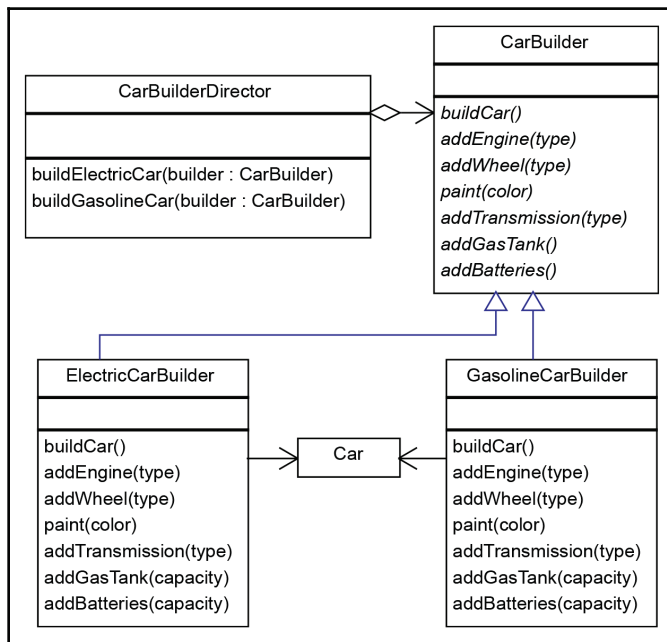 CarBuilder
buildCar()
addEngine(type)
addWheel(type)
paint(color)
addTransmission(type)
addGasTank()
addBatteries()
CarBuilderDirector
buildElectricCar(builder : CarBuilder)
buildGasolineCar(builder : CarBuilder)
ElectricCarBuilder
buildCar()
addEngine(type)
addWheel(type)
paint(color)
addTransmission(type)
addGasTank(capacity)
addBatteries(capacity)
Car
GasolineCarBuilder
buildCar()
addEngine(type)
addWheel(type)
paint(color)
addTransmission(type)
addGasTank(capacity)
addBatteries(capacity)